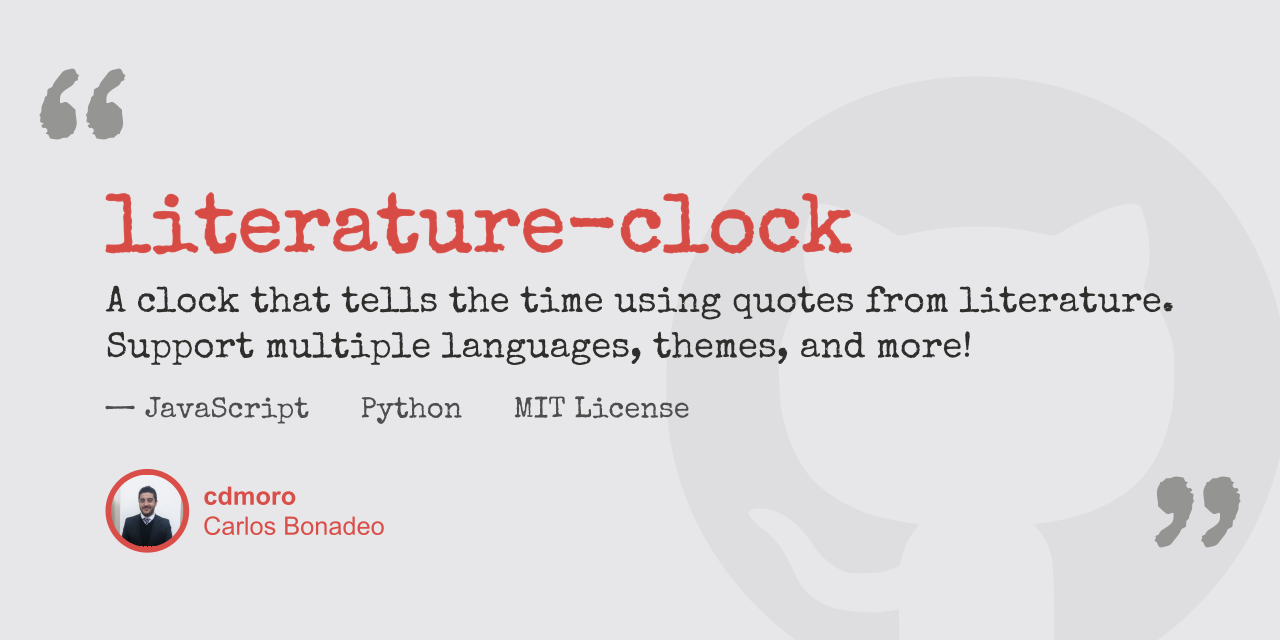 “
literature-clock
A clock that tells the time using quotes from literature.
Support multiple languages, themes, and more!
— JavaScript Python MIT License
cdmoro
Carlos Bonadeo
”